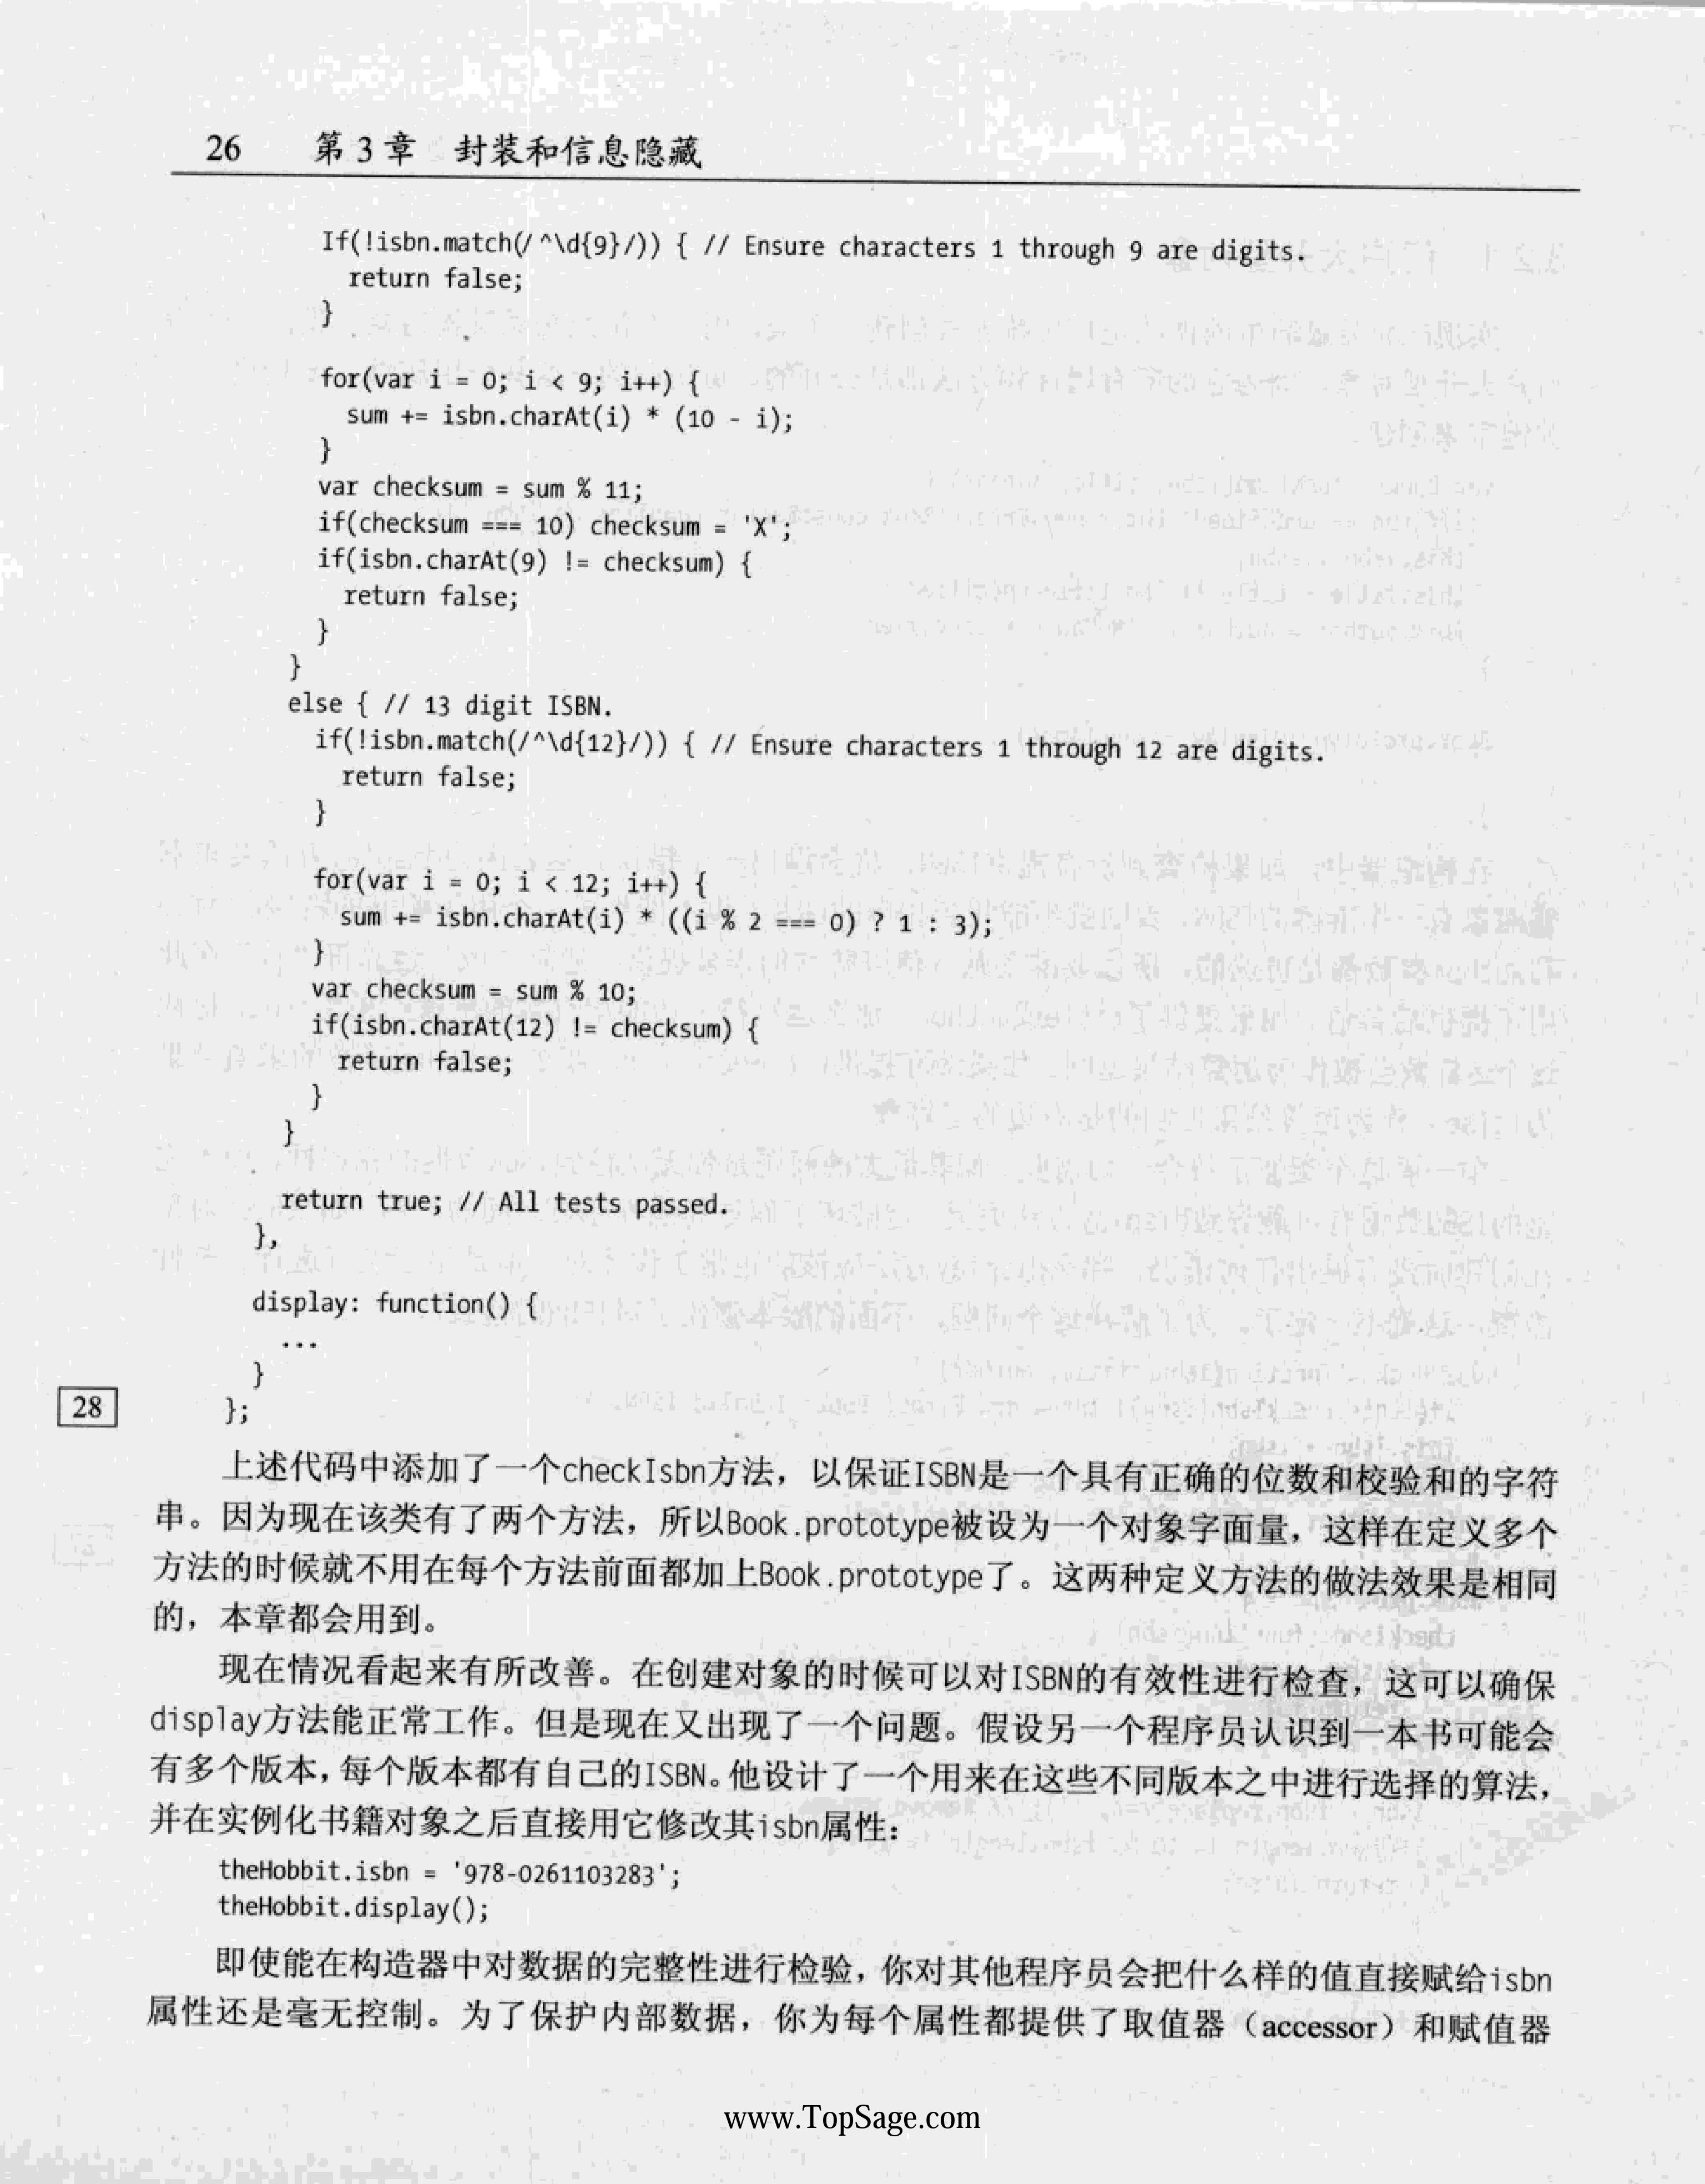 26 第 3 章 封装和信息隐藏
If(!isbn.match(/^\d{9}/)) { // Ensure characters 1 through 9 are digits.
return false;
}
for(var i = 0; i < 9; i++) {
sum += isbn.charAt(i) * (10 - i);
}
var checksum = sum % 11;
if(checksum === 10) checksum = 'X';
if(isbn.charAt(9) != checksum) {
return false;
}
}
else { // 13 digit ISBN.
if(!isbn.match(/^\d{12}/)) { // Ensure characters 1 through 12 are digits.
return false;
}
for(var i = 0; i < 12; i++) {
sum += isbn.charAt(i) * ((i % 2 === 0) ? 1 : 3);
}
var checksum = sum % 10;
if(isbn.charAt(12) != checksum) {
return false;
}
}
return true; // All tests passed.
},
display: function() {
...
}
28 };
上述代码中添加了一个checkIsbn方法，以保证ISBN是一个具有正确的位数和校验和的字符
串。因为现在该类有了两个方法，所以Book.prototype被设为一个对象字面量，这样在定义多个
方法的时候就不用在每个方法前面都加上Book.prototype了。这两种定义方法的做法效果是相同
的，本章都会用到。
现在情况看起来有所改善。在创建对象的时候可以对ISBN的有效性进行检查，这可以确保
display方法能正常工作。但是现在又出现了一个问题。假设另一个程序员认识到一本书可能会
有多个版本，每个版本都有自己的ISBN。他设计了一个用来在这些不同版本之中进行选择的算法，
并在实例化书籍对象之后直接用它修改其isbn属性：
theHobbit.isbn = '978-0261103283';
theHobbit.display();
即使能在构造器中对数据的完整性进行检验，你对其他程序员会把什么样的值直接赋给isbn
属性还是毫无控制。为了保护内部数据，你为每个属性都提供了取值器（accessor）和赋值器
www.TopSage.com